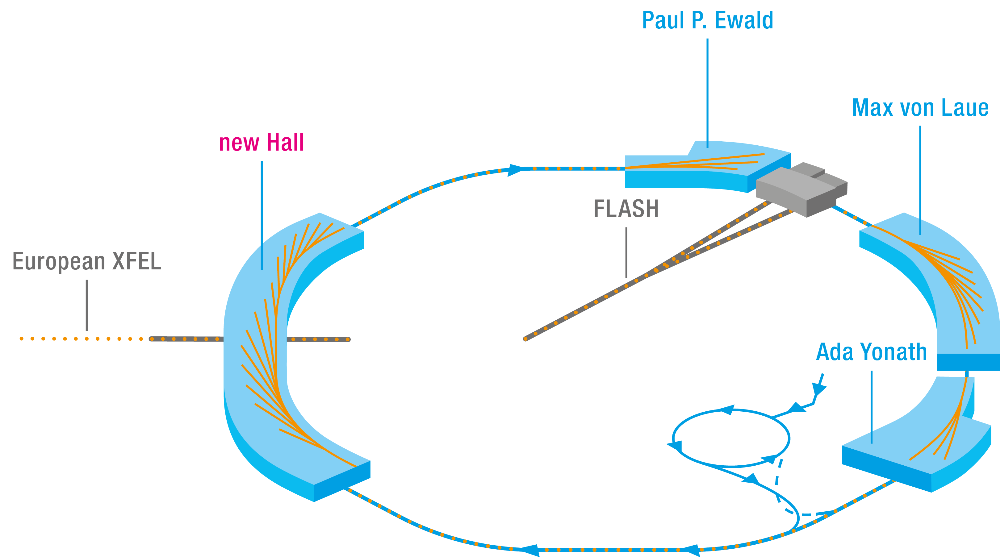 Paul P. Ewald
Max von Laue
new Hall
FLASH
European XFEL
Ada Yonath